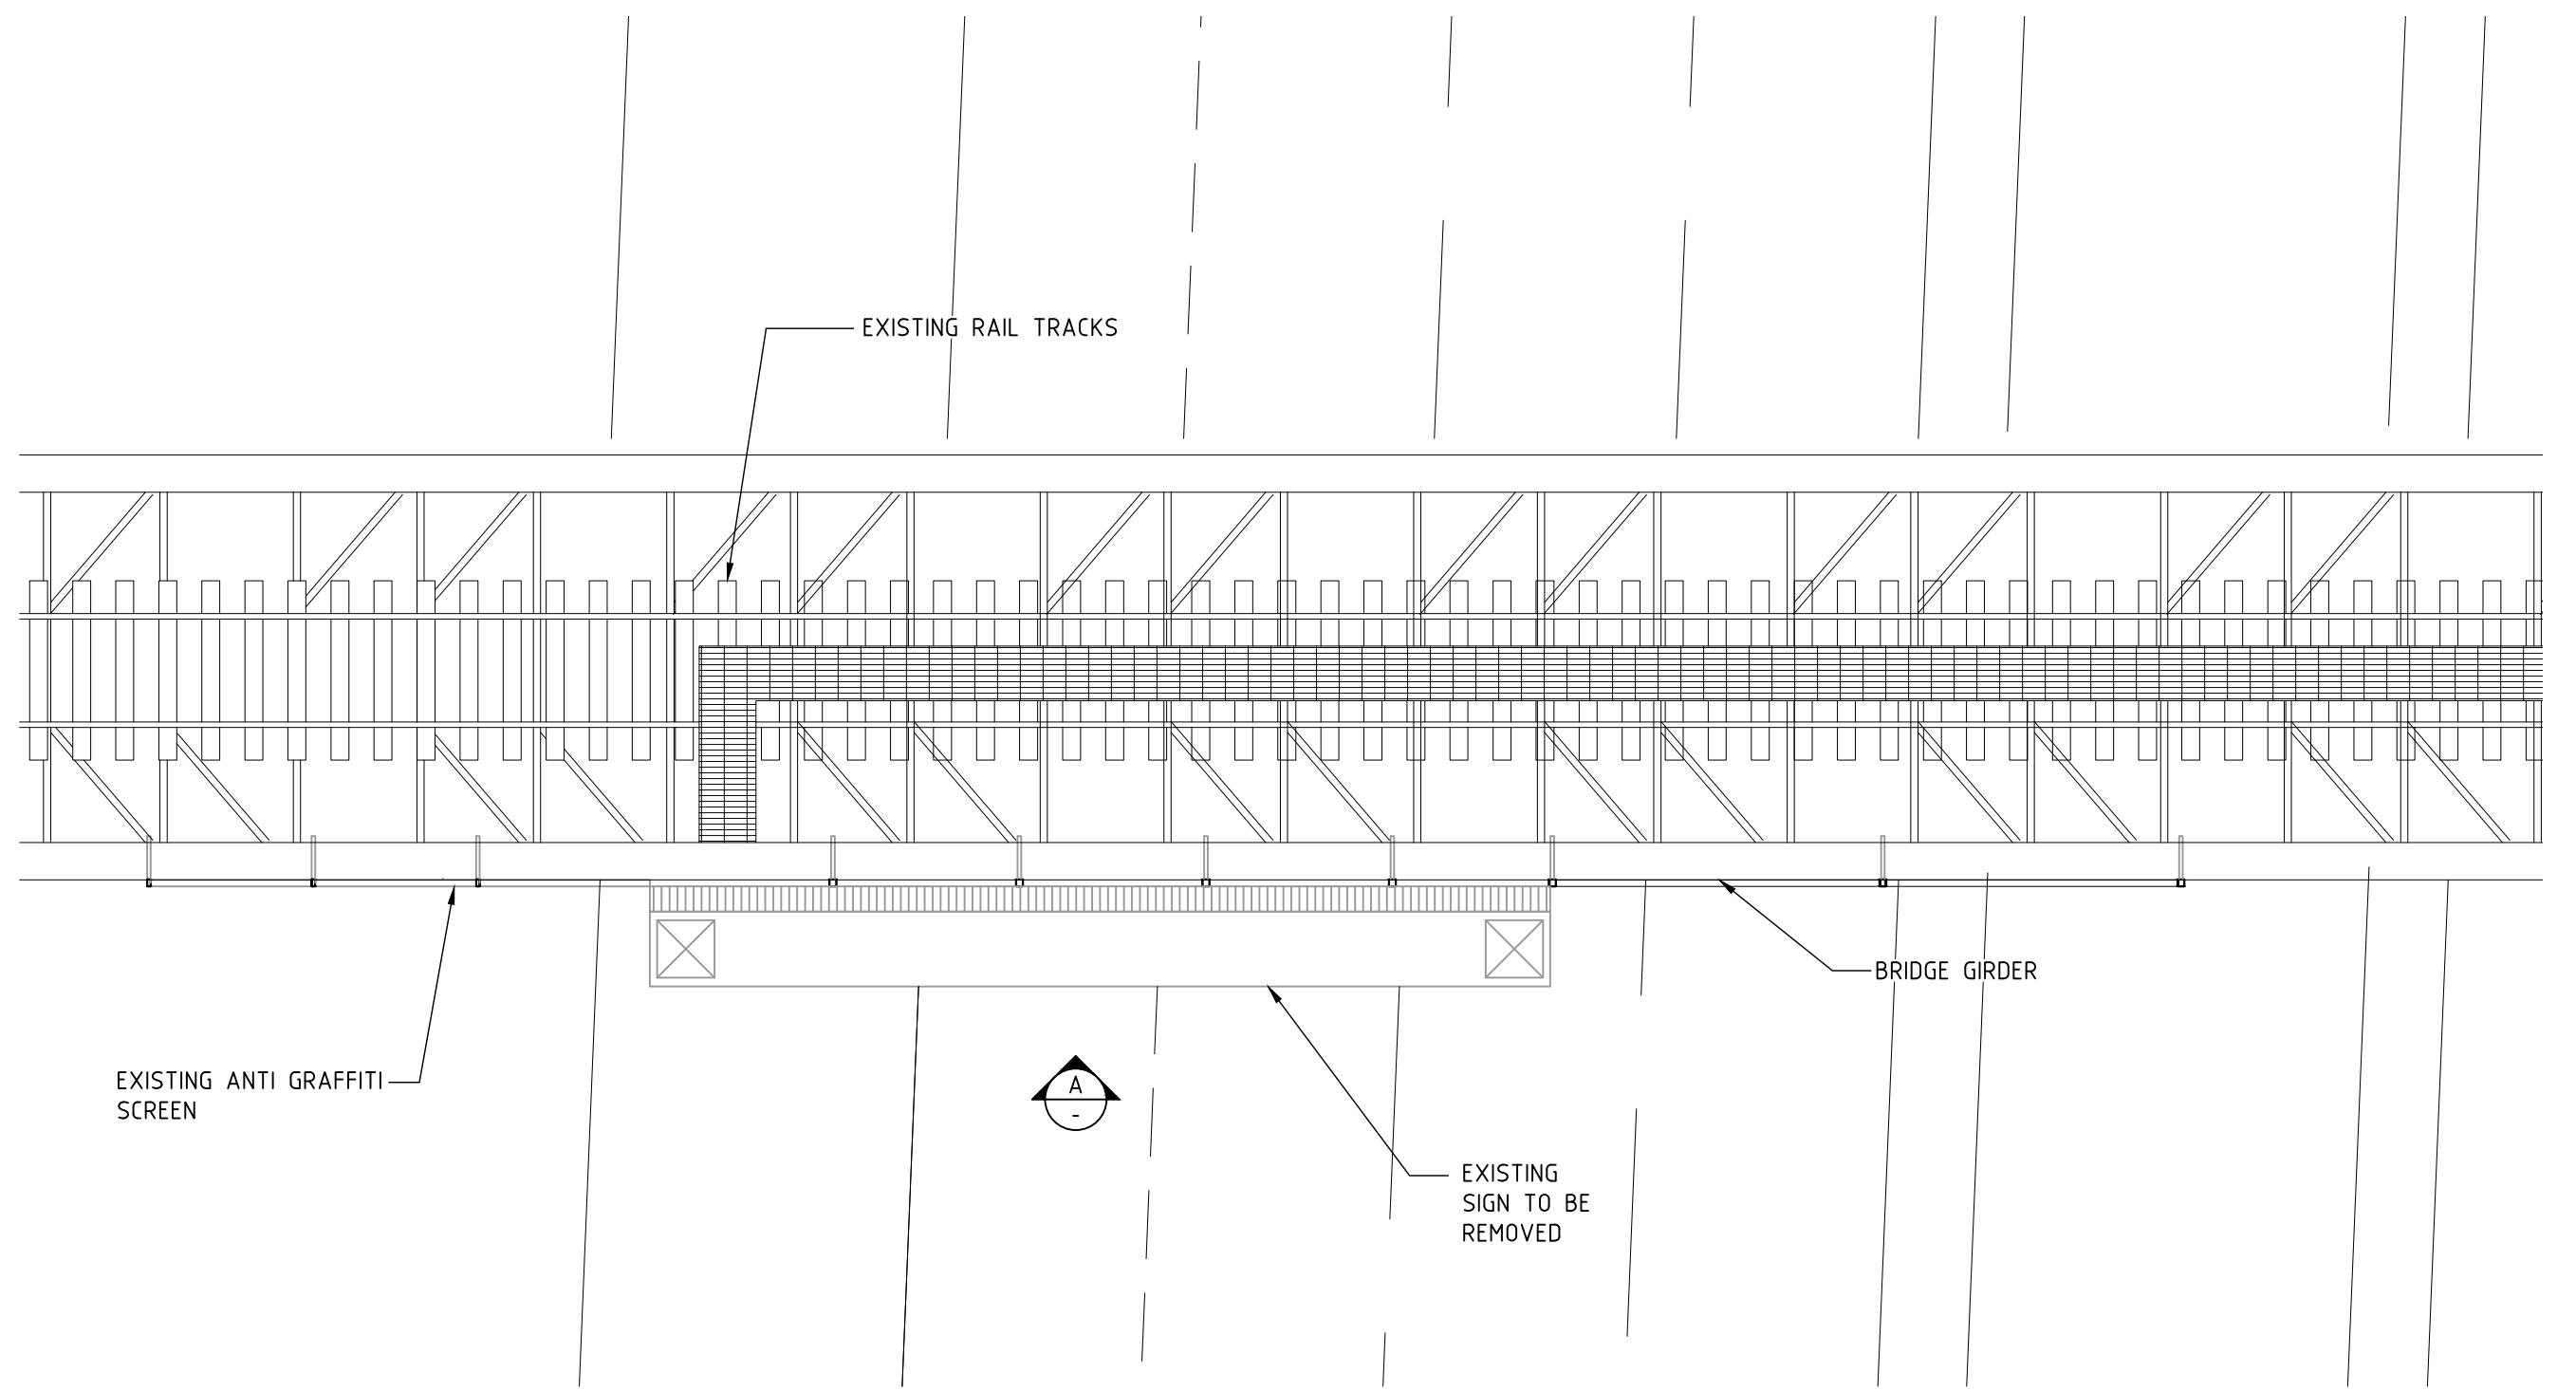 EXISTING RAIL TRACKS
BRIDGE GIRDER
EXISTING ANTI GRAFFITI
SCREEN
A
-
EXISTING
SIGN TO BE
REMOVED